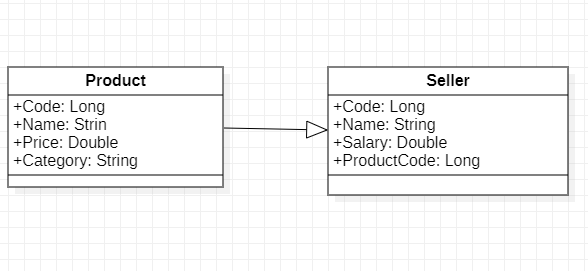 Product
+Code: Long
+Name: Strin
+Price: Double
+Category: String
Seller
+Code: Long
+Name: String
+Salary: Double
+ProductCode: Long